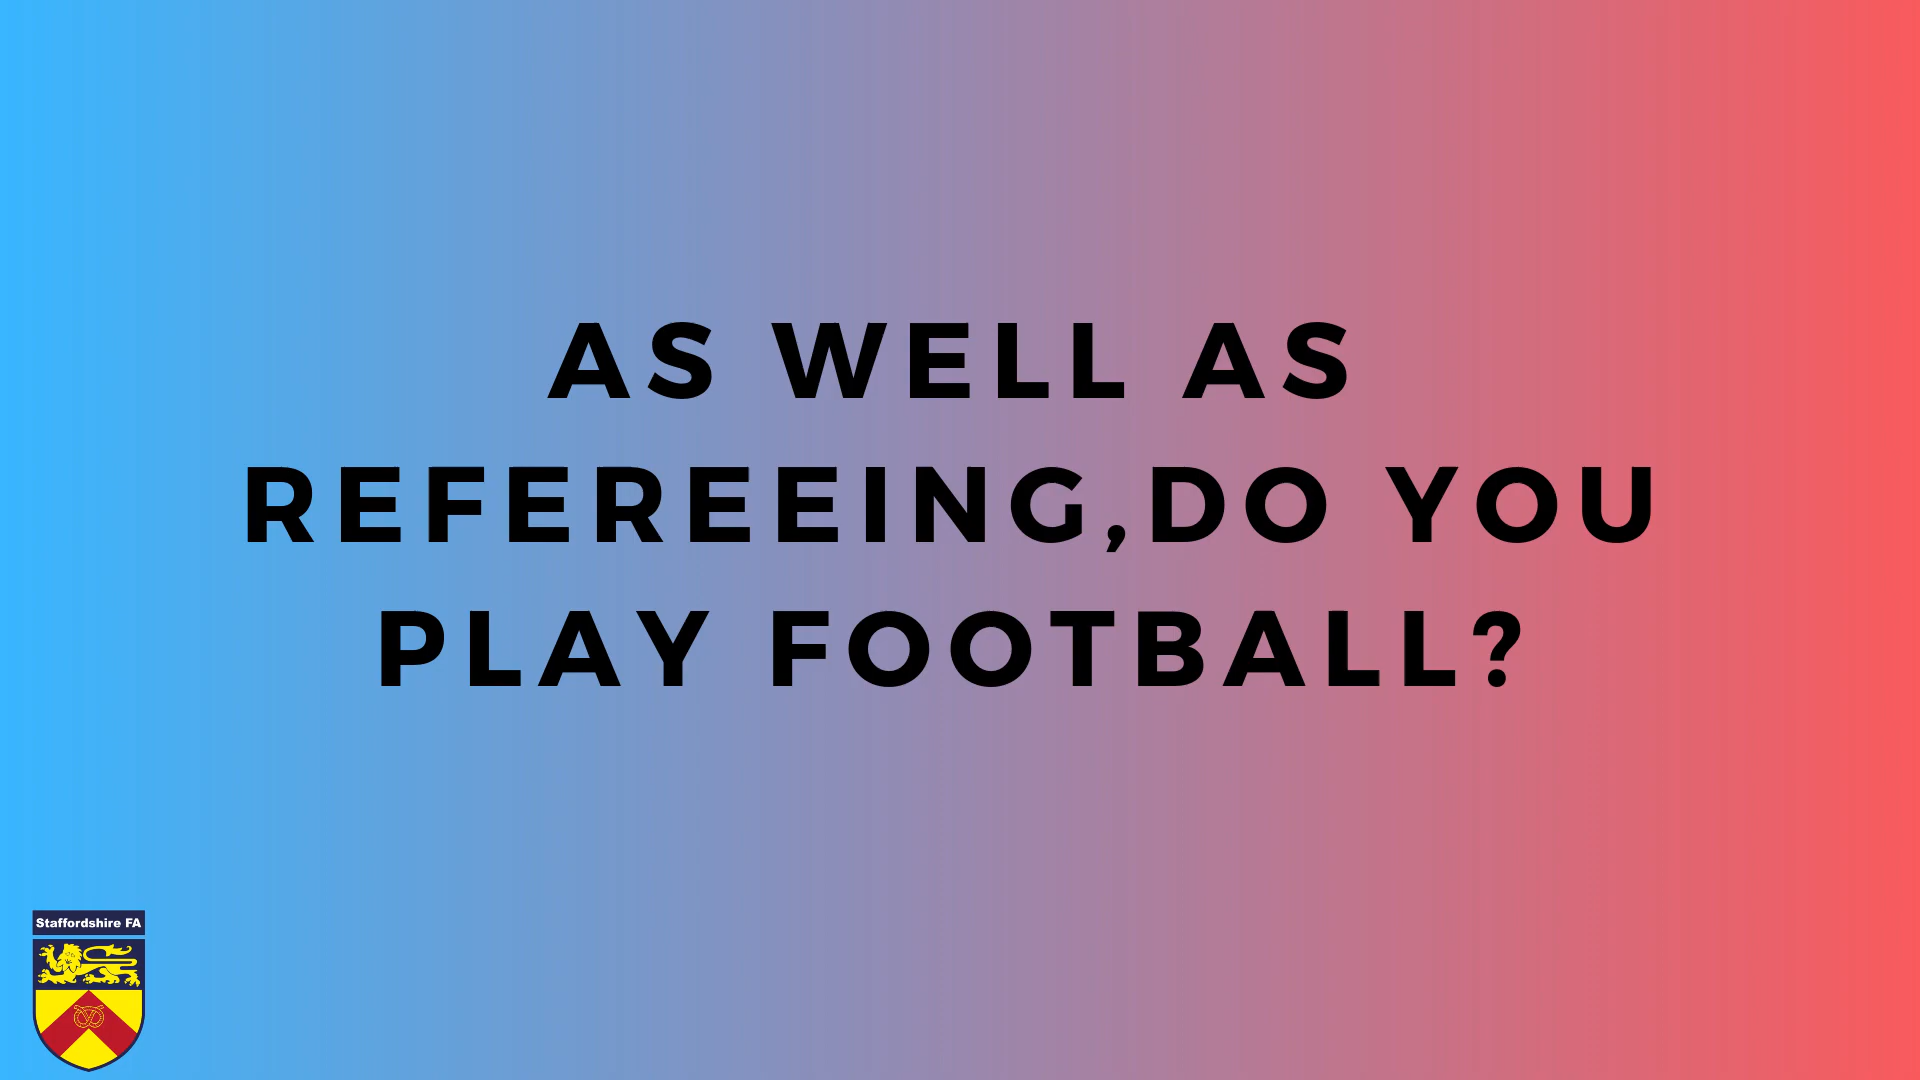 AS WELL AS
REFEREEING,DO YOU
PLAY FOOTBALL?
Staffordshire FA